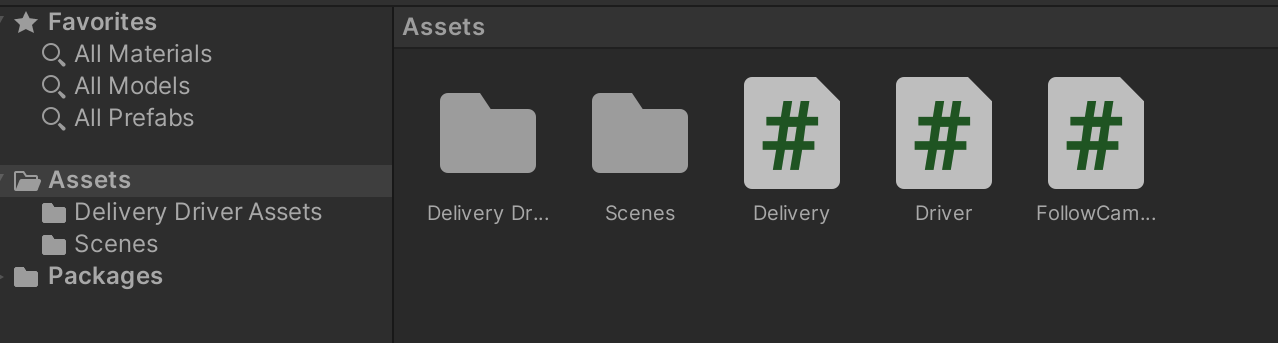 Favorites
All Materials
All Models
All Prefabs
Assets
Delivery Driver Assets
Scenes
Packages
Assets
Delivery Dr...
Scenes
Delivery
Driver
FollowCam...